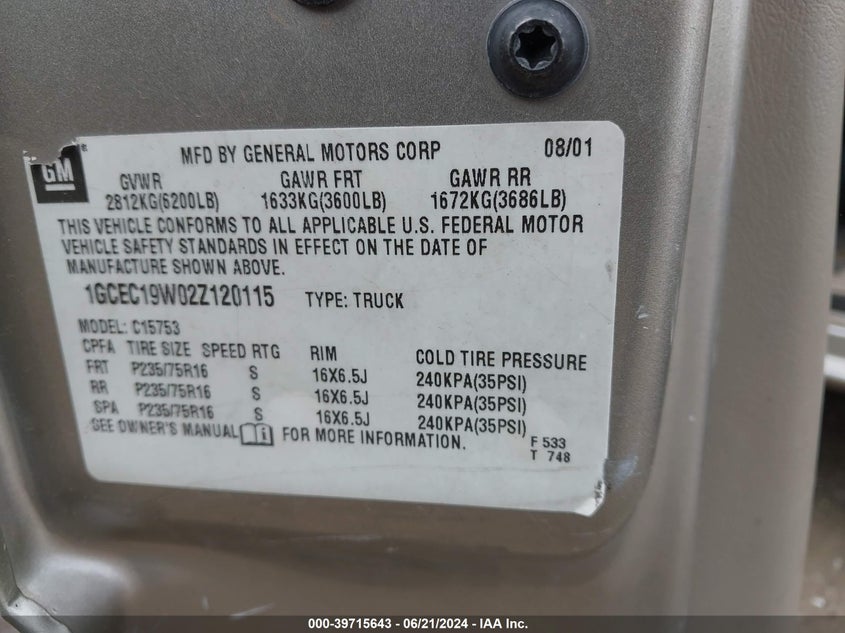 GM
MFD BY GENERAL MOTORS CORP 08/01
GVWR GAWR FRT GAWR RR
2812KG(6200LB) 1633KG(3600LB) 1672KG(3686LB)
THIS VEHICLE CONFORMS TO ALL APPLICABLE U.S. FEDERAL MOTOR
VEHICLE SAFETY STANDARDS IN EFFECT ON THE DATE OF
MANUFACTURE SHOWN ABOVE.
1GCEC19W02Z120115 TYPE: TRUCK
MODEL: C15753
CPFA TIRE SIZE SPEED RTG RIM COLD TIRE PRESSURE
FRT P235/75R16 S 16X6.5J 240KPA(35PSI)
RR P235/75R16 S 16X6.5J 240KPA(35PSI)
SPA P235/75R16 S 16X6.5J 240KPA(35PSI)
SEE OWNER'S MANUAL FOR MORE INFORMATION.
F 533
T 748
000-39715643 / 06/21/2024 - IAA Inc.